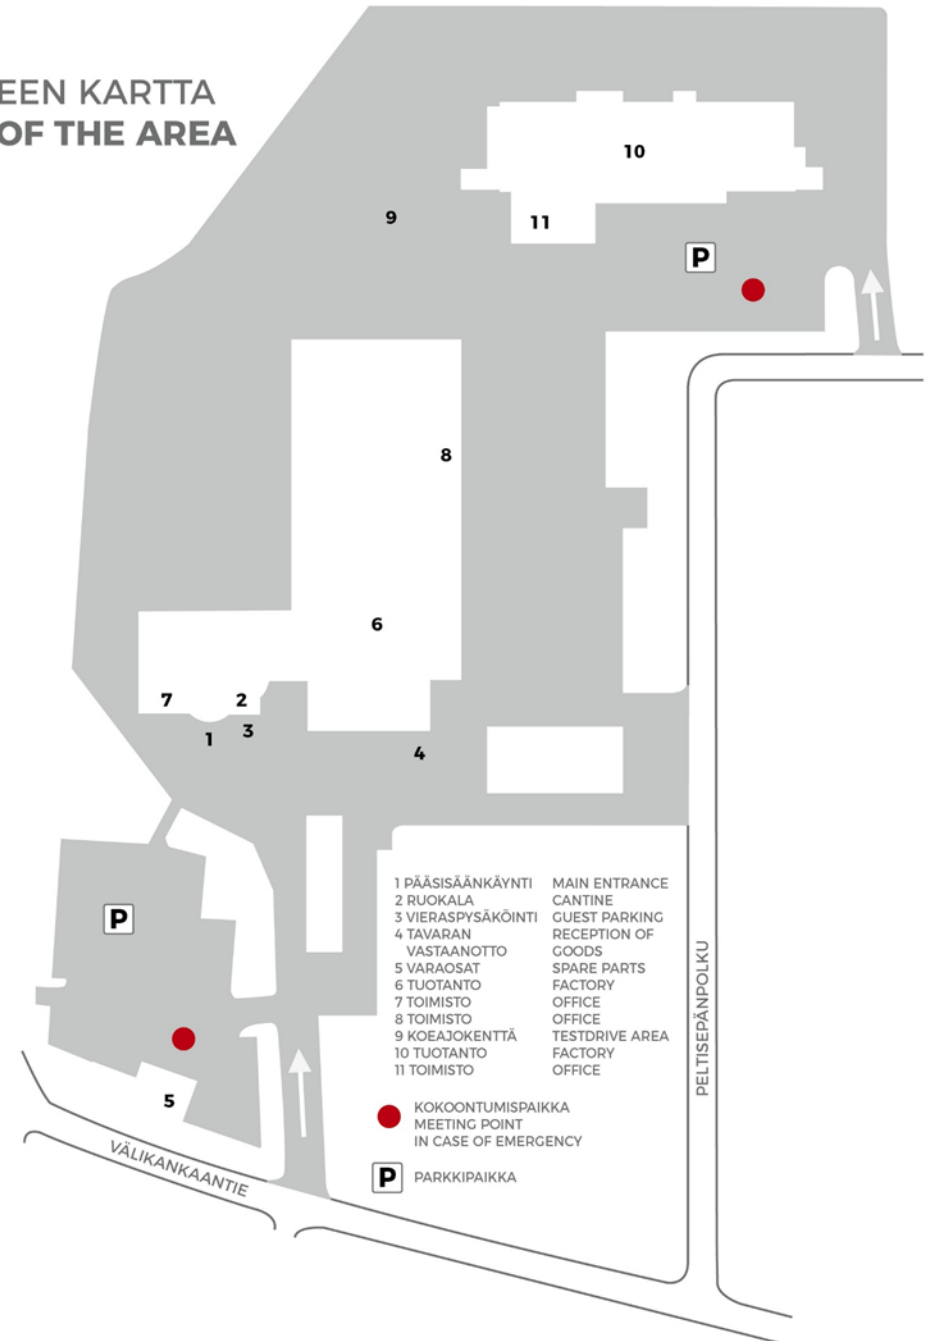 EEN KARTTA
OF THE AREA
10
9
11
P
8
6
7
2
3
1
4
P
5
1 PÄÄSISÄÄNKÄYNTI MAIN ENTRANCE
2 RUOKALA CANTINE
3 VIERASPYSÄKÖINTI GUEST PARKING
4 TAVARAN RECEPTION OF
VASTAANOTTO GOODS
5 VARAOSAT SPARE PARTS
6 TUOTANTO FACTORY
7 TOIMISTO OFFICE
8 TOIMISTO OFFICE
9 KOEAJOKENTTÄ TESTDRIVE AREA
10 TUOTANTO FACTORY
11 TOIMISTO OFFICE
KOKOONTUMISPAIKKA
MEETING POINT
IN CASE OF EMERGENCY
P PARKKIPAIKKA
PELTISEPÄNPOLKU
VÄLIKANKAANTIE